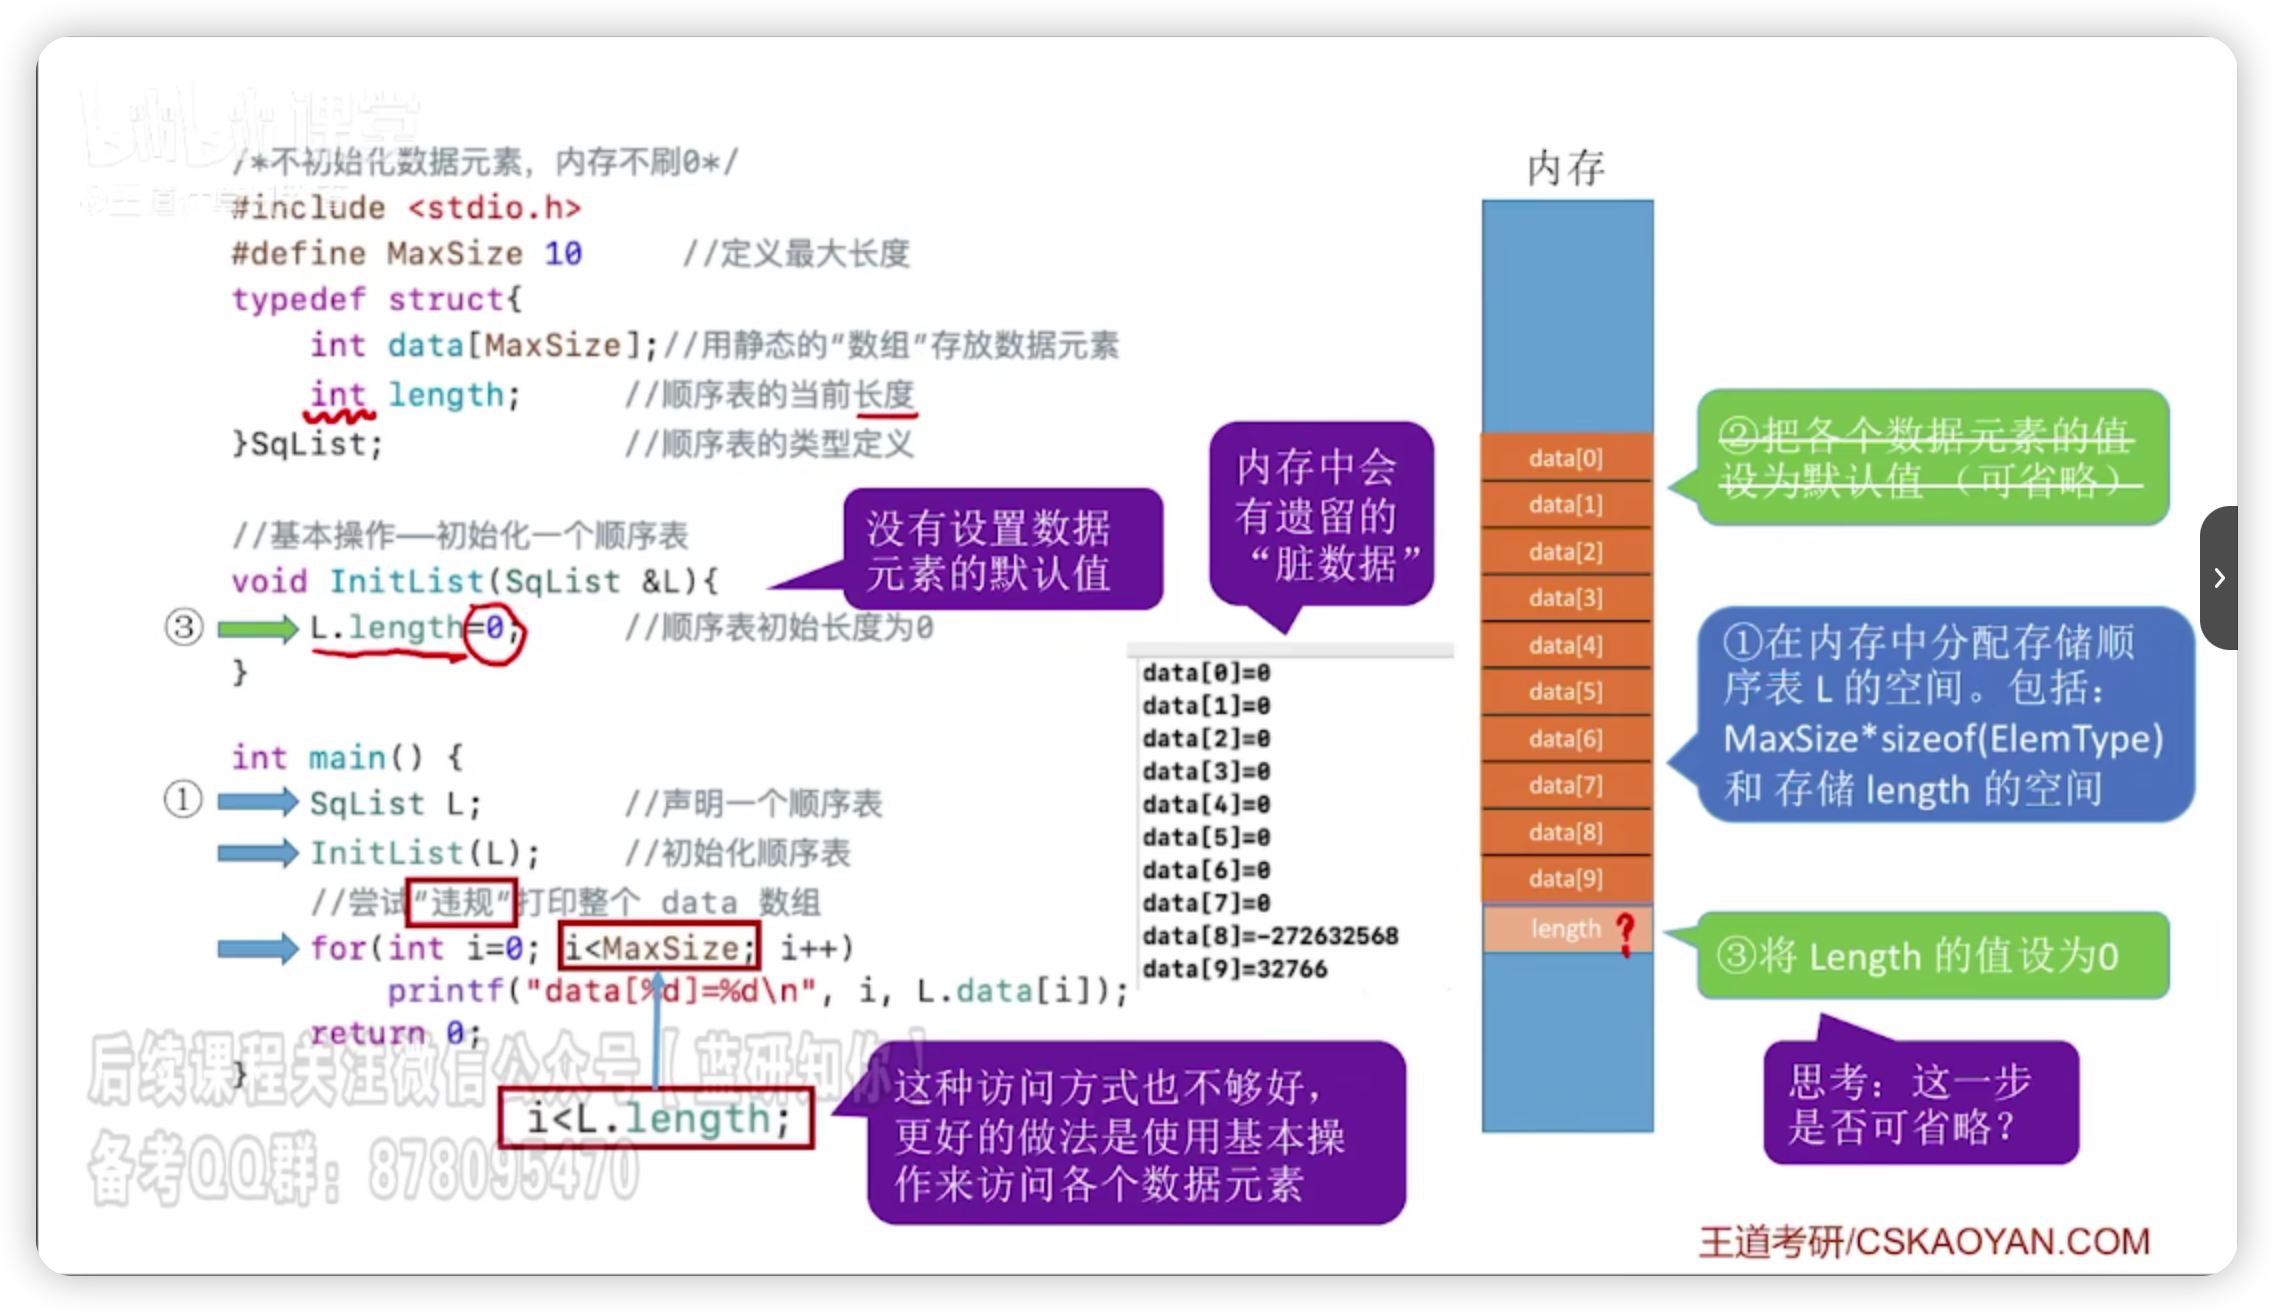 /*不初始化数据元素，内存不刷0*/
#include <stdio.h>
#define MaxSize 10 //定义最大长度
typedef struct{
int data[MaxSize];//用静态的“数组”存放数据元素
int length; //顺序表的当前长度
}SqList; //顺序表的类型定义
//基本操作——初始化一个顺序表
void InitList(SqList &L){
③ L.length=0; //顺序表初始长度为0
}
int main() {
① SqList L; //声明一个顺序表
InitList(L); //初始化顺序表
//尝试“违规”打印整个 data 数组
for(int i=0; i<MaxSize; i++)
printf("data[%d]=%d\n", i, L.data[i]);
return 0;
}
i<L.length;
没有设置数据
元素的默认值
内存中会
有遗留的
“脏数据”
data[0]=0
data[1]=0
data[2]=0
data[3]=0
data[4]=0
data[5]=0
data[6]=0
data[7]=0
data[8]=-272632568
data[9]=32766
这种访问方式也不够好，
更好的做法是使用基本操
作来访问各个数据元素
内存
data[0]
data[1]
data[2]
data[3]
data[4]
data[5]
data[6]
data[7]
data[8]
data[9]
length ?
②把各个数据元素的值
设为默认值（可省略）
①在内存中分配存储顺
序表 L 的空间。包括：
MaxSize*sizeof(ElemType)
和 存储 length 的空间
③将 Length 的值设为0
思考：这一步
是否可省略？
后续课程关注微信公众号【蓝研知你】
备考QQ群：878095470
王道考研/CSKAOYAN.COM
bilibili 课堂